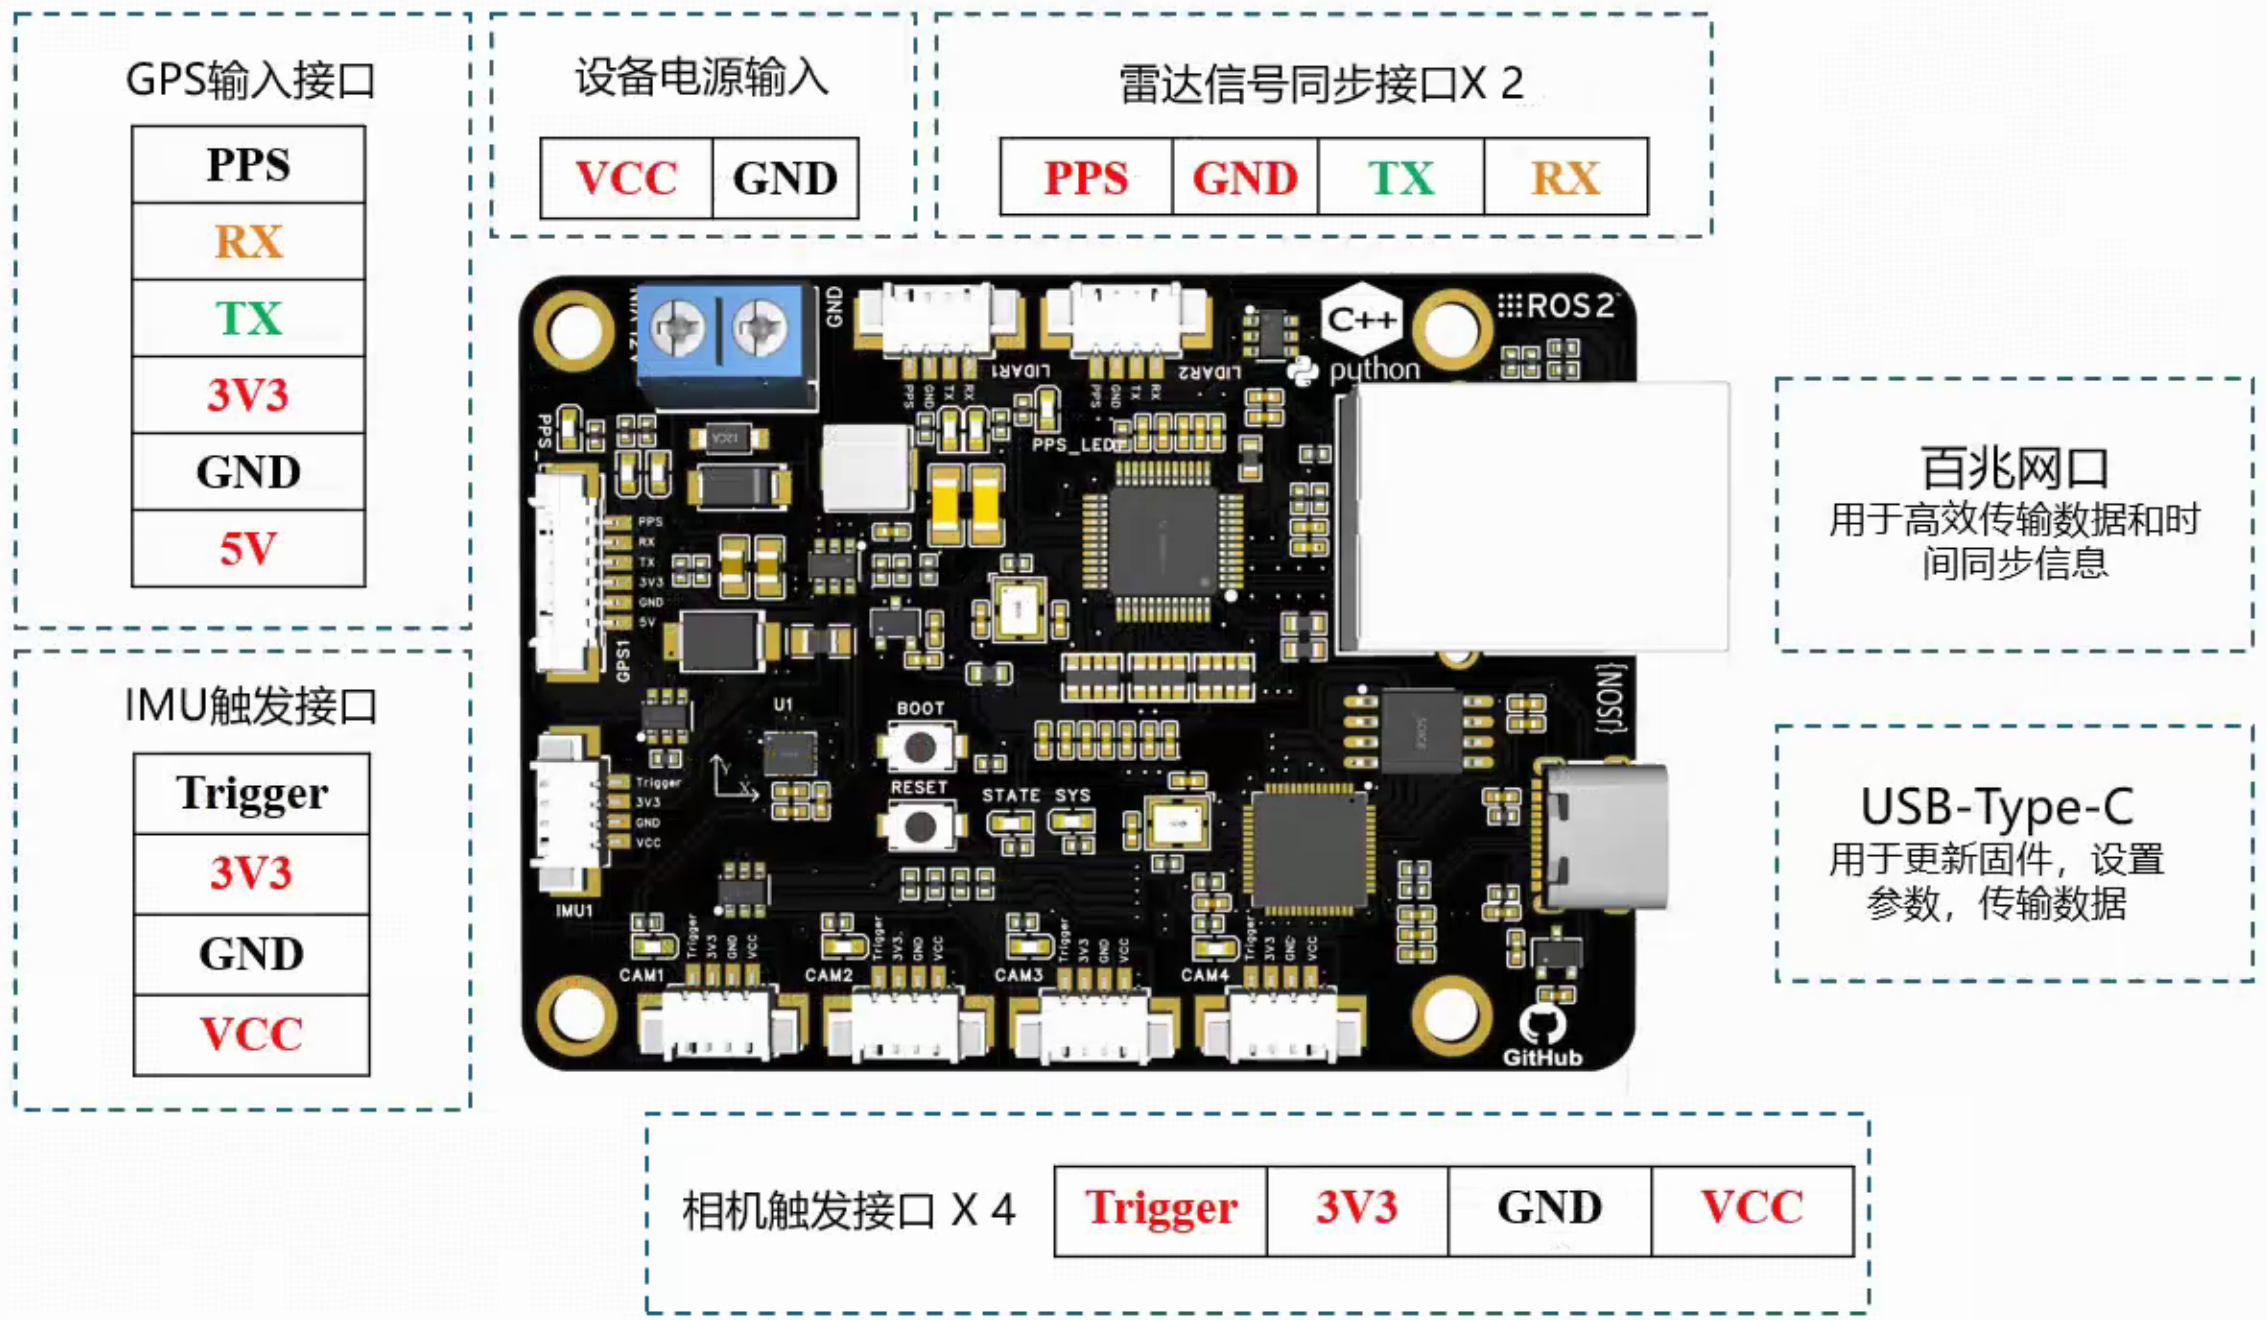 GPS输入接口
PPS
RX
TX
3V3
GND
5V
设备电源输入
VCC GND
雷达信号同步接口X 2
PPS GND TX RX
IMU触发接口
Trigger
3V3
GND
VCC
百兆网口
用于高效传输数据和时
间同步信息
USB-Type-C
用于更新固件，设置
参数，传输数据
相机触发接口 X 4
Trigger 3V3 GND VCC
GND
C++
python
ROS 2
LIDAR1
PPS GND TX RX
LIDAR2
PPS GND TX RX
PPS_LED
12CA
PPS
RX
TX
3V3
GND
5V
GPS1
U1
Y
X
BOOT
RESET
STATE SYS
{JSON}
Trigger
3V3
GND
VCC
IMU1
CAM1
Trigger 3V3 GND VCC
CAM2
Trigger 3V3 GND VCC
CAM3
Trigger 3V3 GND VCC
CAM4
Trigger 3V3 GND VCC
GitHub